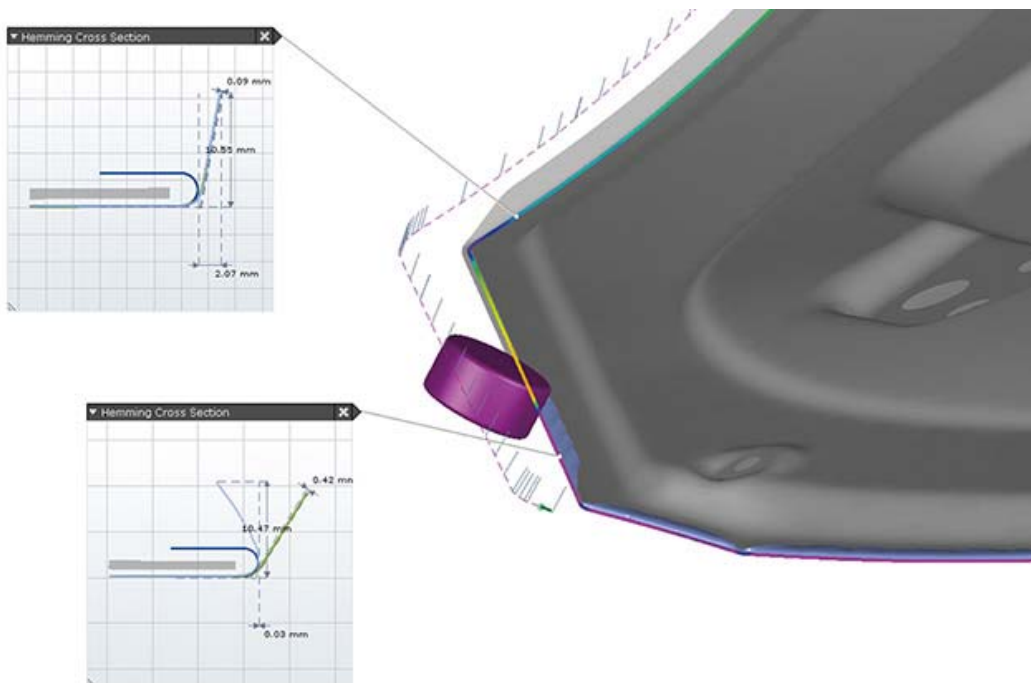 Hemming Cross Section
0.09 mm
10.55 mm
2.07 mm
Hemming Cross Section
0.42 mm
10.47 mm
0.03 mm